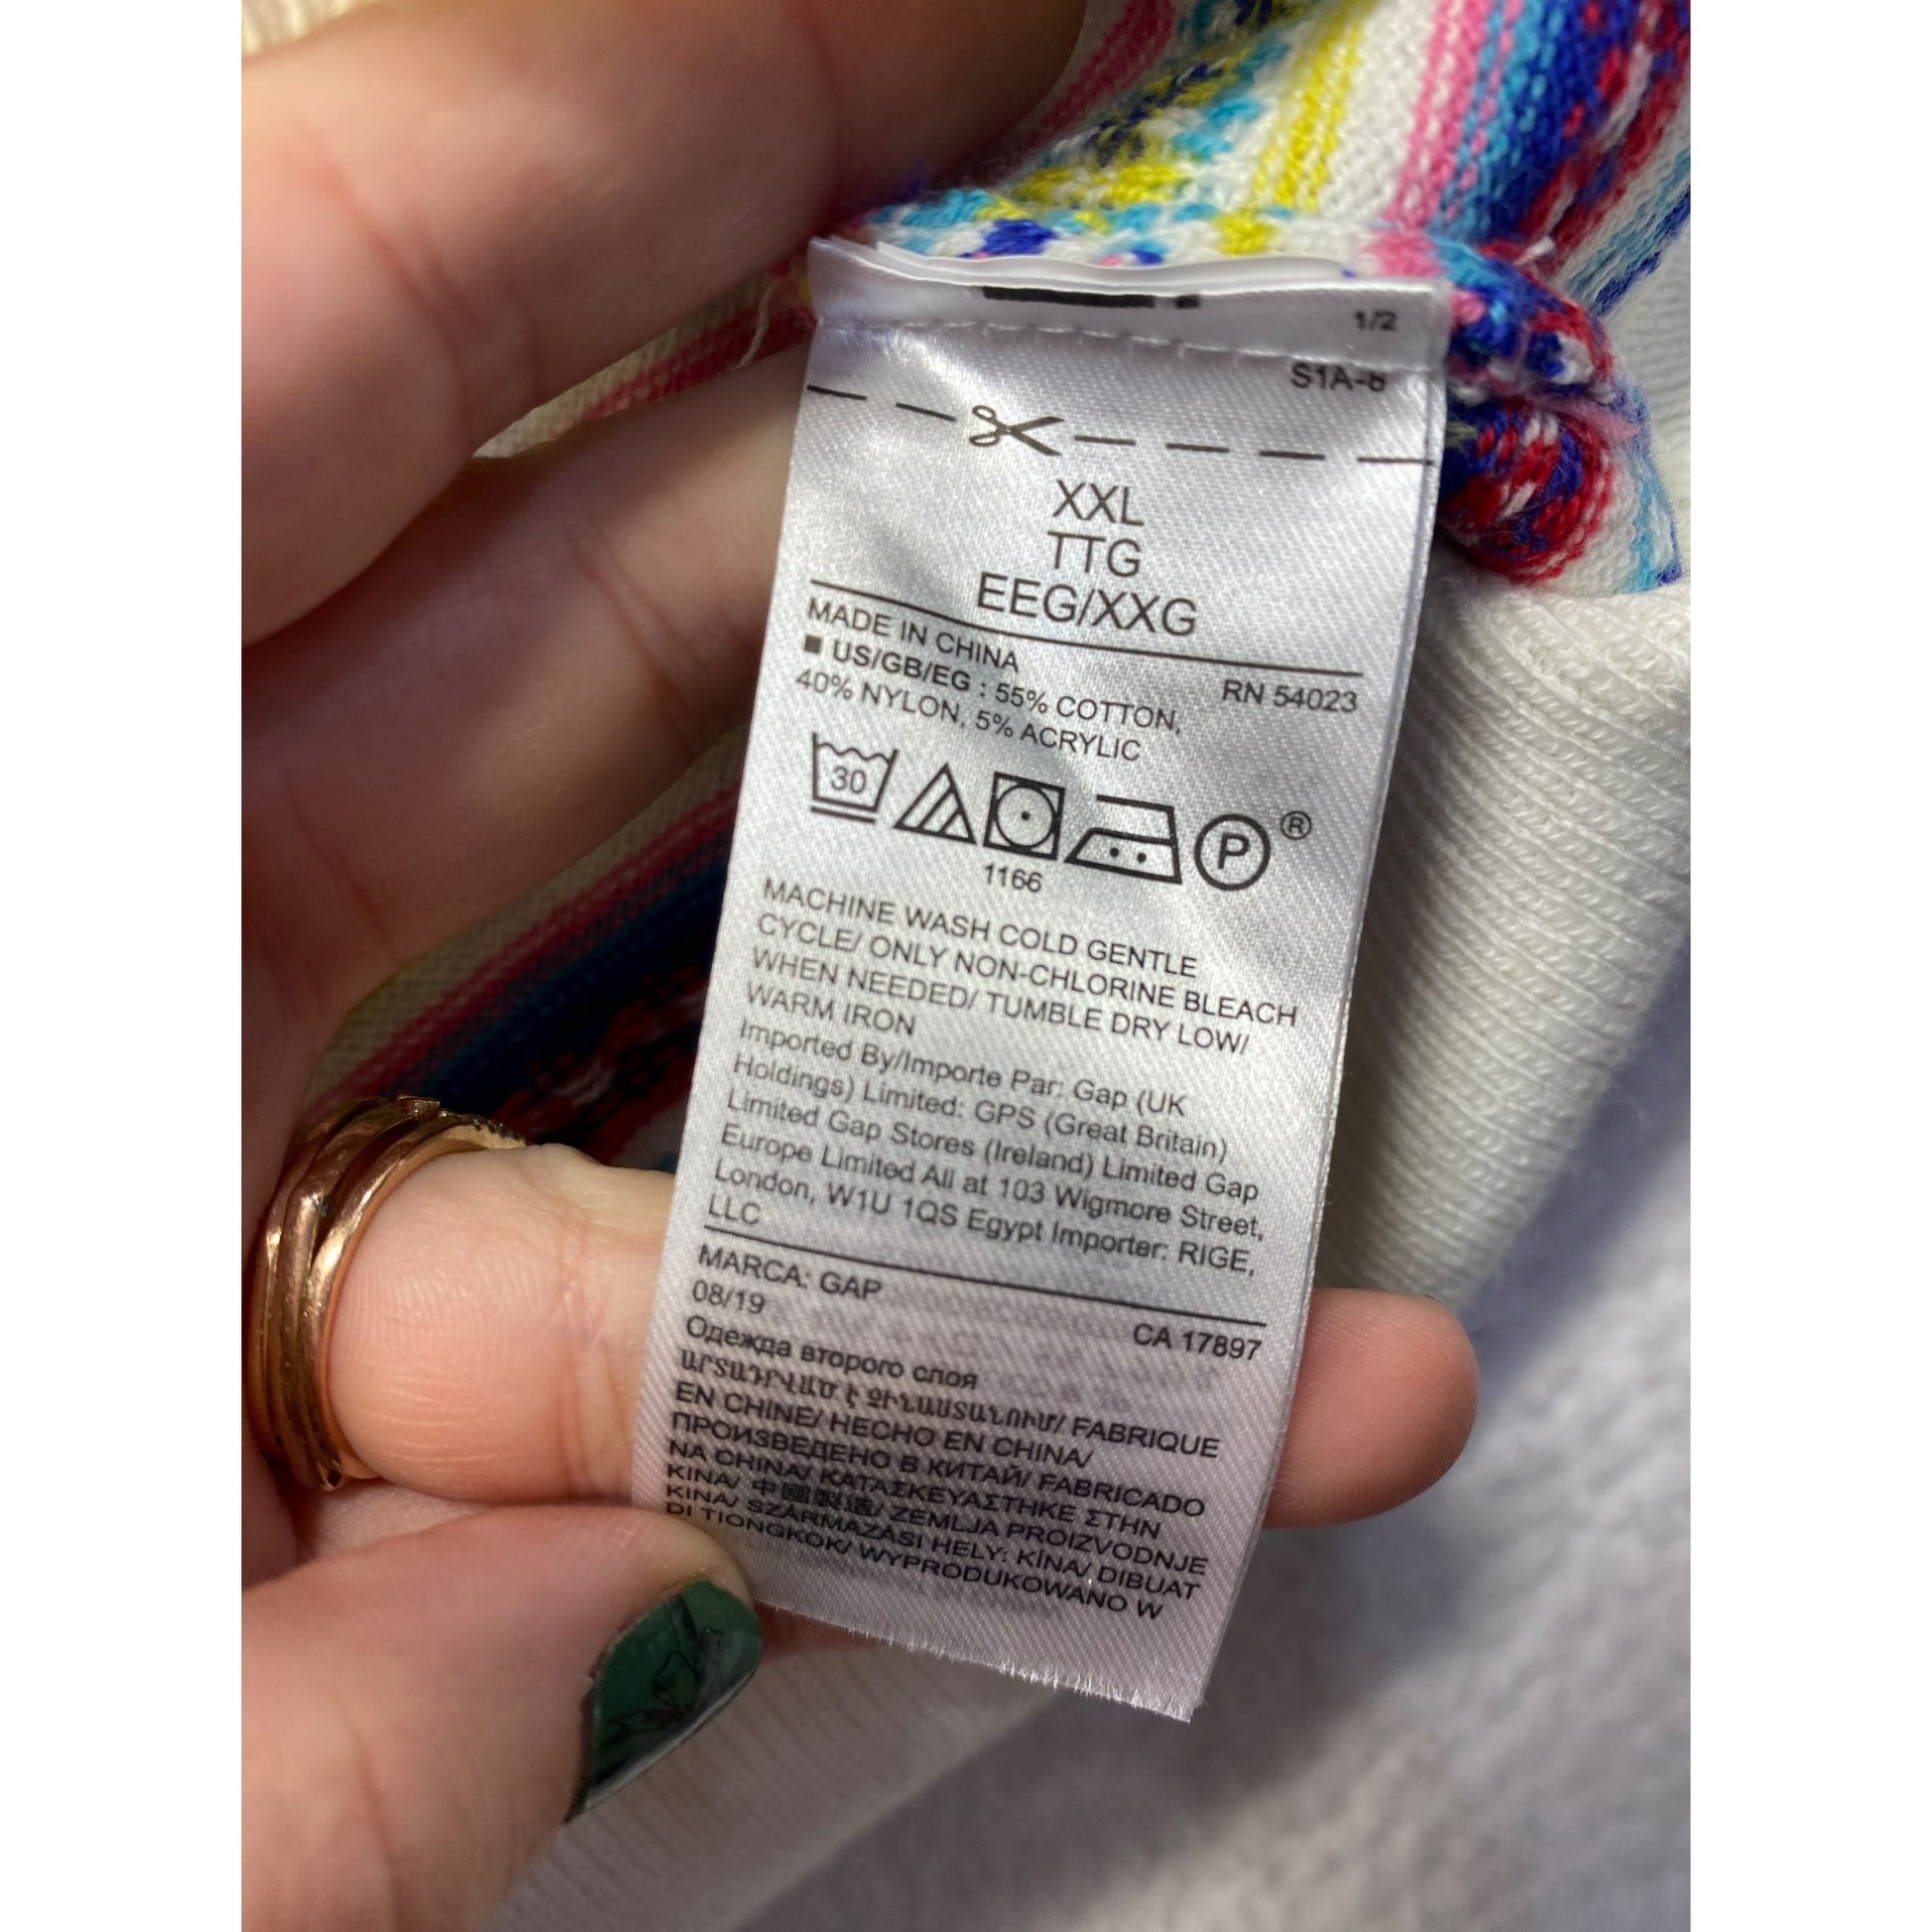 1/2
S1A-8
XXL
TTG
EEG/XXG
MADE IN CHINA
RN 54023
■ US/GB/EG : 55% COTTON,
40% NYLON, 5% ACRYLIC
30
P
®
1166
MACHINE WASH COLD GENTLE
CYCLE/ ONLY NON-CHLORINE BLEACH
WHEN NEEDED/ TUMBLE DRY LOW/
WARM IRON
Imported By/Importe Par: Gap (UK
Holdings) Limited: GPS (Great Britain)
Limited Gap Stores (Ireland) Limited Gap
Europe Limited All at 103 Wigmore Street,
London, W1U 1QS Egypt Importer: RIGE,
LLC
MARCA: GAP
08/19
CA 17897
Одежда второго слоя
ԱՐՏԱԴՐՎԱԾ Է ՉԻՆԱՍՏԱՆՈՒՄ/ FABRIQUE
EN CHINE/ HECHO EN CHINA/
ПРОИЗВЕДЕНО В КИТАЙ/ FABRICADO
NA CHINA/ ΚΑΤΑΣΚΕΥΑΣΤΗΚΕ ΣΤΗΝ
ΚΙΝΑ/ 中國製造/ ZEMLJA PROIZVODNJE
KINA/ SZÁRMAZÁSI HELY: KÍNA/ DIBUAT
DI TIONGKOK/ WYPRODUKOWANO W